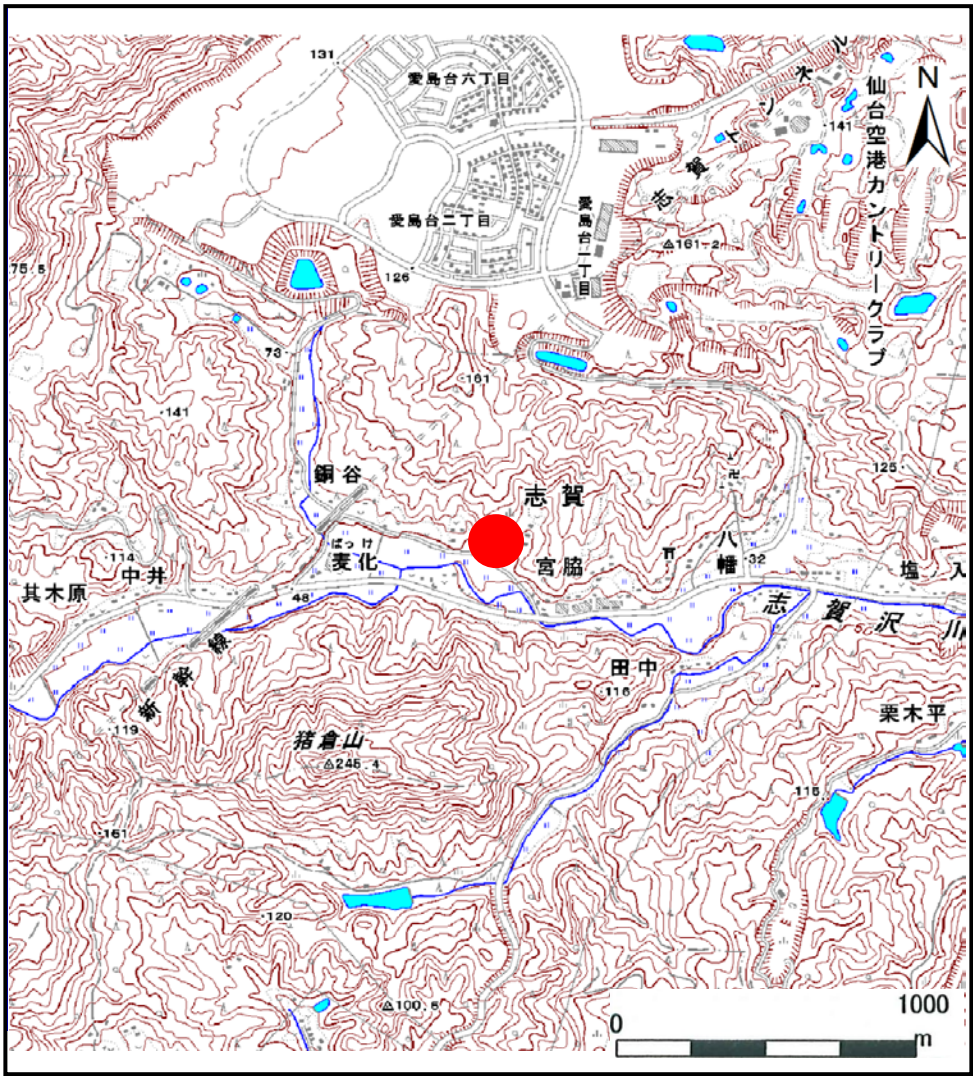 131
愛島台六丁目
N
仙台空港カントリークラブ
141
志賀
愛島台二丁目
愛島台一丁目
△161.2
126
75.5
73
・161
・141
銅谷
志賀
125
ばっけ
麦化
宮脇
八幡
・32
塩入
・114
中井
其木原
48
志賀沢川
新幹線
田中
・116
・119
猪倉山
△245.4
栗木平
115
・161
・120
△100.5
0
1000
m